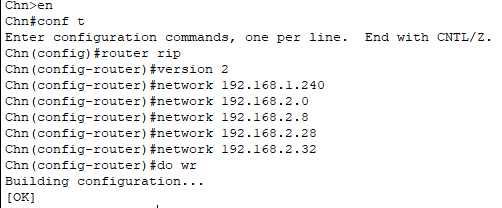 Chn>en
Chn#conf t
Enter configuration commands, one per line.  End with CNTL/Z.
Chn(config)#router rip
Chn(config-router)#version 2
Chn(config-router)#network 192.168.1.240
Chn(config-router)#network 192.168.2.0
Chn(config-router)#network 192.168.2.8
Chn(config-router)#network 192.168.2.28
Chn(config-router)#network 192.168.2.32
Chn(config-router)#do wr
Building configuration...
[OK]